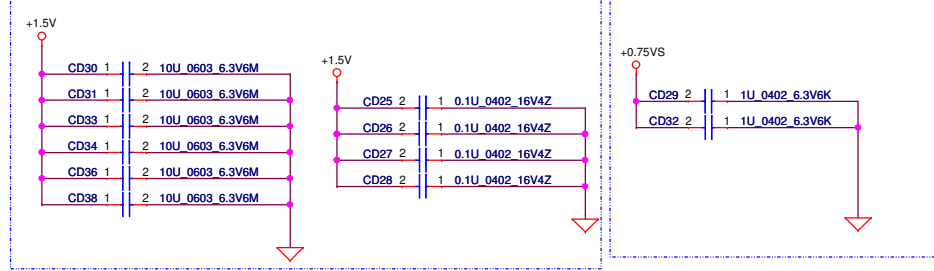 +1.5V
CD30 1 2 10U_0603_6.3V6M
CD31 1 2 10U_0603_6.3V6M
CD33 1 2 10U_0603_6.3V6M
CD34 1 2 10U_0603_6.3V6M
CD36 1 2 10U_0603_6.3V6M
CD38 1 2 10U_0603_6.3V6M
+1.5V
CD25 2 1 0.1U_0402_16V4Z
CD26 2 1 0.1U_0402_16V4Z
CD27 2 1 0.1U_0402_16V4Z
CD28 2 1 0.1U_0402_16V4Z
+0.75VS
CD29 2 1 1U_0402_6.3V6K
CD32 2 1 1U_0402_6.3V6K